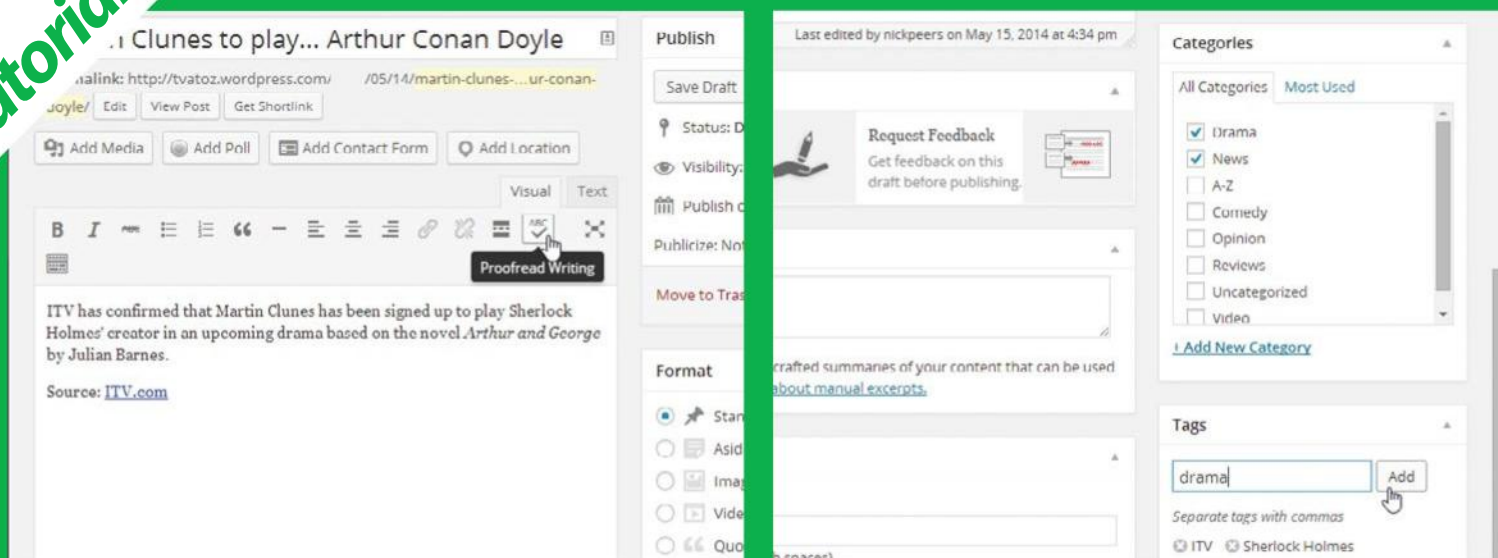 Clunes to play... Arthur Conan Doyle
http://tvatoz.wordpress.com/ /05/14/martin-clunes-...ur-conan-
doyle/ Edit View Post Get Shortlink
Add Media Add Poll Add Contact Form Add Location
Visual Text
B I ABC
Proofread Writing
ITV has confirmed that Martin Clunes has been signed up to play Sherlock
Holmes' creator in an upcoming drama based on the novel Arthur and George
by Julian Barnes.
Source: ITV.com
Publish
Save Draft
Status: D
Visibility:
Publish
Publicize: Not
Move to Tras
Format
Stan
Asid
Imag
Vide
Quo
Last edited by nickpeers on May 15, 2014 at 4:34 pm
Request Feedback
Get feedback on this
draft before publishing.
crafted summaries of your content that can be used
about manual excerpts.
spaces)
Categories
All Categories Most Used
Drama
News
A-Z
Comedy
Opinion
Reviews
Uncategorized
Video
+ Add New Category
Tags
drama Add
Separate tags with commas
ITV Sherlock Holmes